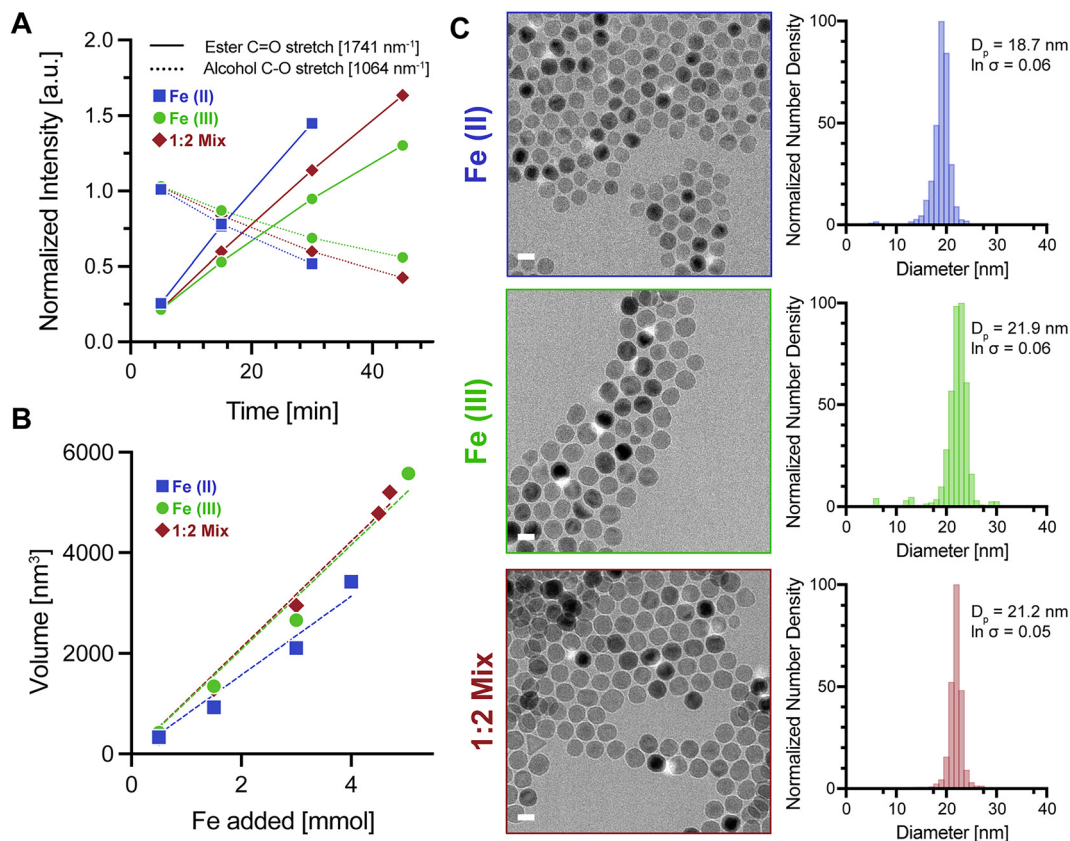 A
2.0
1.5
1.0
0.5
0.0
Normalized Intensity [a.u.]
Ester C=O stretch [1741 nm⁻¹]
Alcohol C-O stretch [1064 nm⁻¹]
Fe (II)
Fe (III)
1:2 Mix
0
20
40
Time [min]
B
6000
4000
2000
0
Volume [nm³]
Fe (II)
Fe (III)
1:2 Mix
0
2
4
Fe added [mmol]
C
Fe (II)
Normalized Number Density
100
50
0
Dₚ = 18.7 nm
ln σ = 0.06
0 10 20 30 40
Diameter [nm]
Fe (III)
Normalized Number Density
100
50
0
Dₚ = 21.9 nm
ln σ = 0.06
0 10 20 30 40
Diameter [nm]
1:2 Mix
Normalized Number Density
100
50
0
Dₚ = 21.2 nm
ln σ = 0.05
0 10 20 30 40
Diameter [nm]